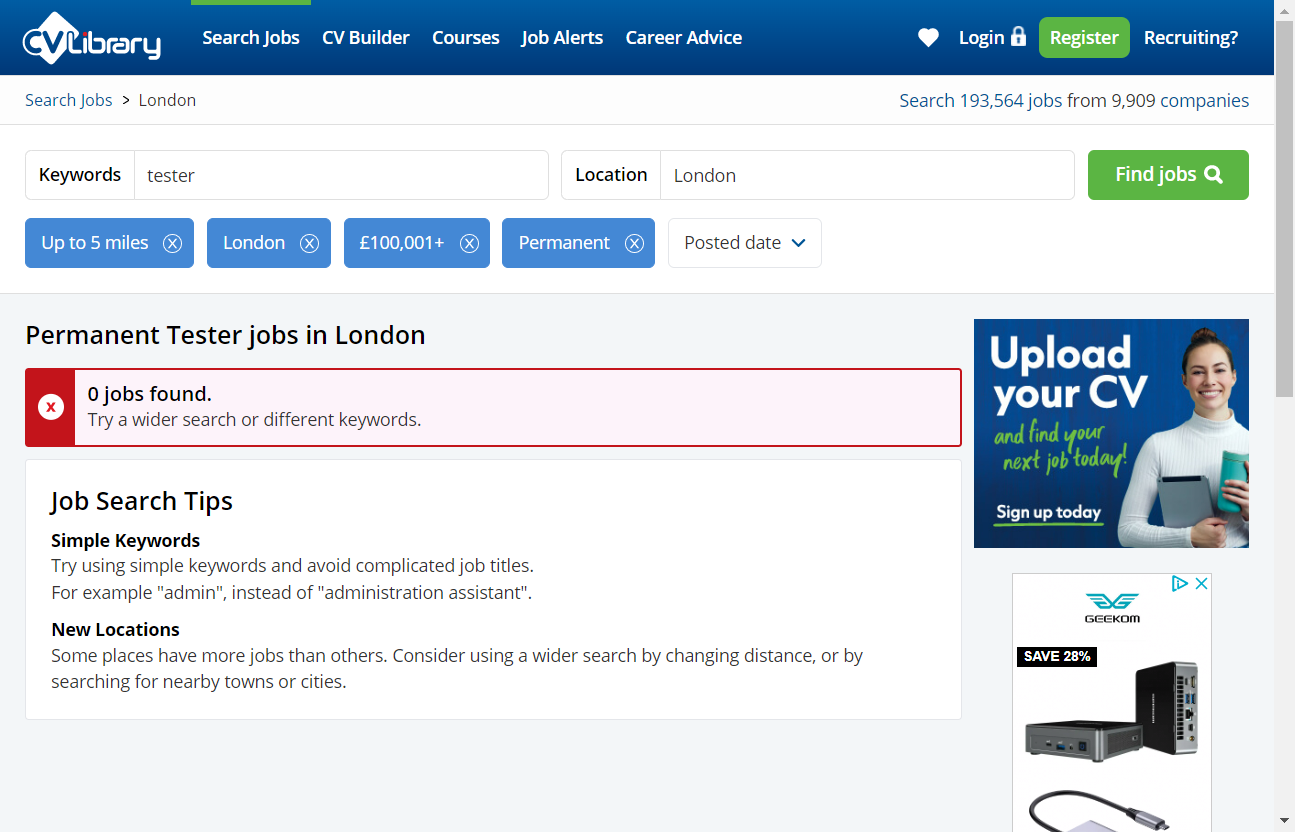 CVLibrary
Search Jobs
CV Builder
Courses
Job Alerts
Career Advice
Login
Register
Recruiting?
Search Jobs > London
Search 193,564 jobs from 9,909 companies
Keywords
tester
Location
London
Find jobs
Up to 5 miles
London
£100,001+
Permanent
Posted date
Permanent Tester jobs in London
x
0 jobs found.
Try a wider search or different keywords.
Job Search Tips
Simple Keywords
Try using simple keywords and avoid complicated job titles.
For example "admin", instead of "administration assistant".
New Locations
Some places have more jobs than others. Consider using a wider search by changing distance, or by
searching for nearby towns or cities.
Upload
your CV
and find your
next job today!
Sign up today
GEEKOM
SAVE 28%